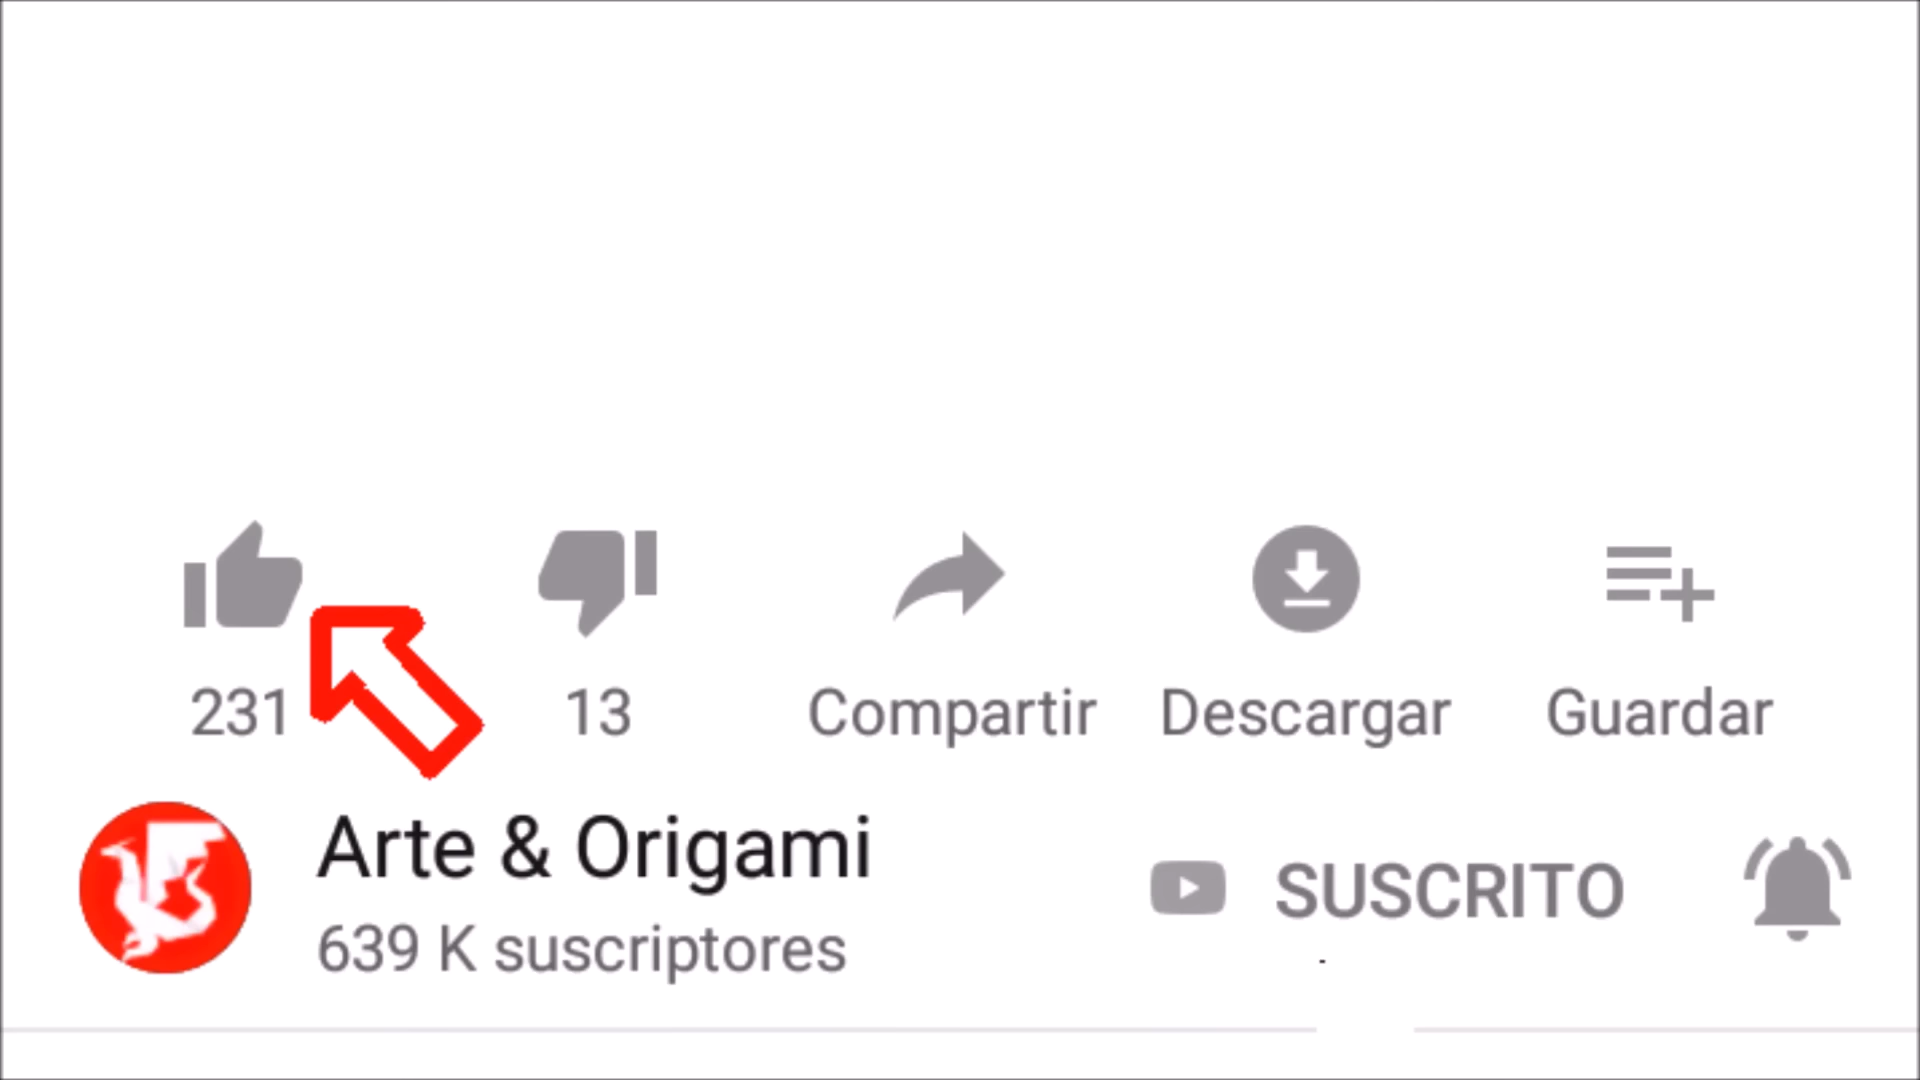 231 13 Compartir Descargar Guardar
Arte & Origami
639 K suscriptores
SUSCRITO